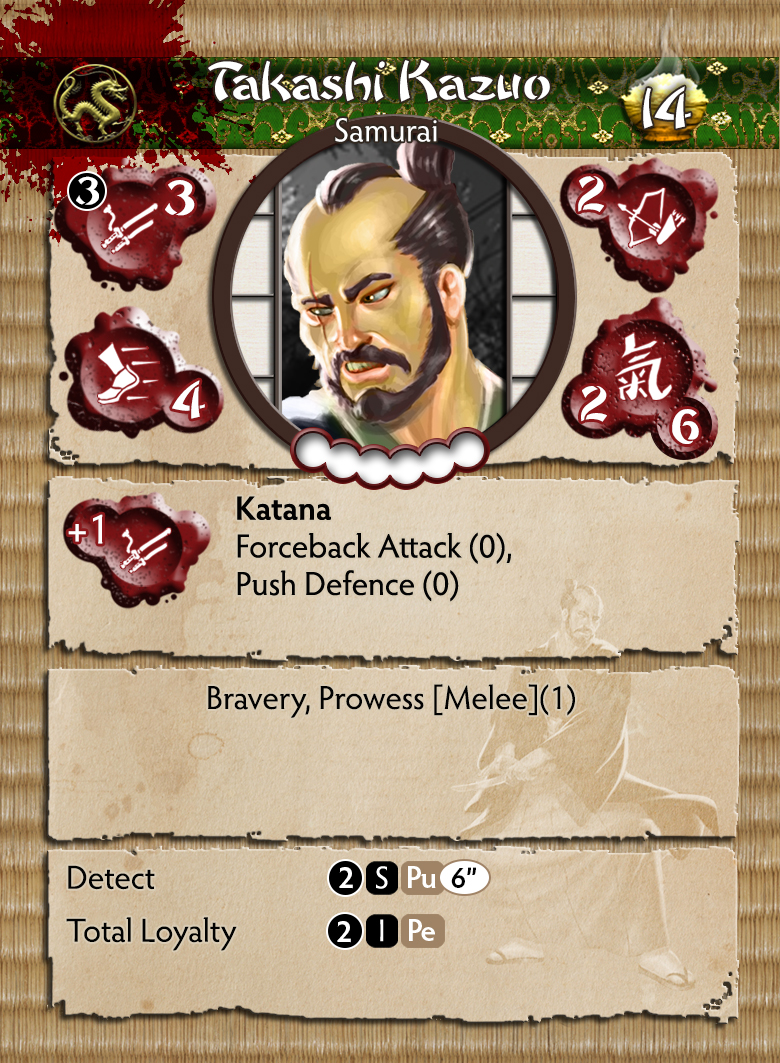 Takashi Kazuo
14
Samurai
3 3
2
4
氣
2 6
+1
Katana
Forceback Attack (0),
Push Defence (0)
Bravery, Prowess [Melee](1)
Detect 2 S Pu 6”
Total Loyalty 2 I Pe